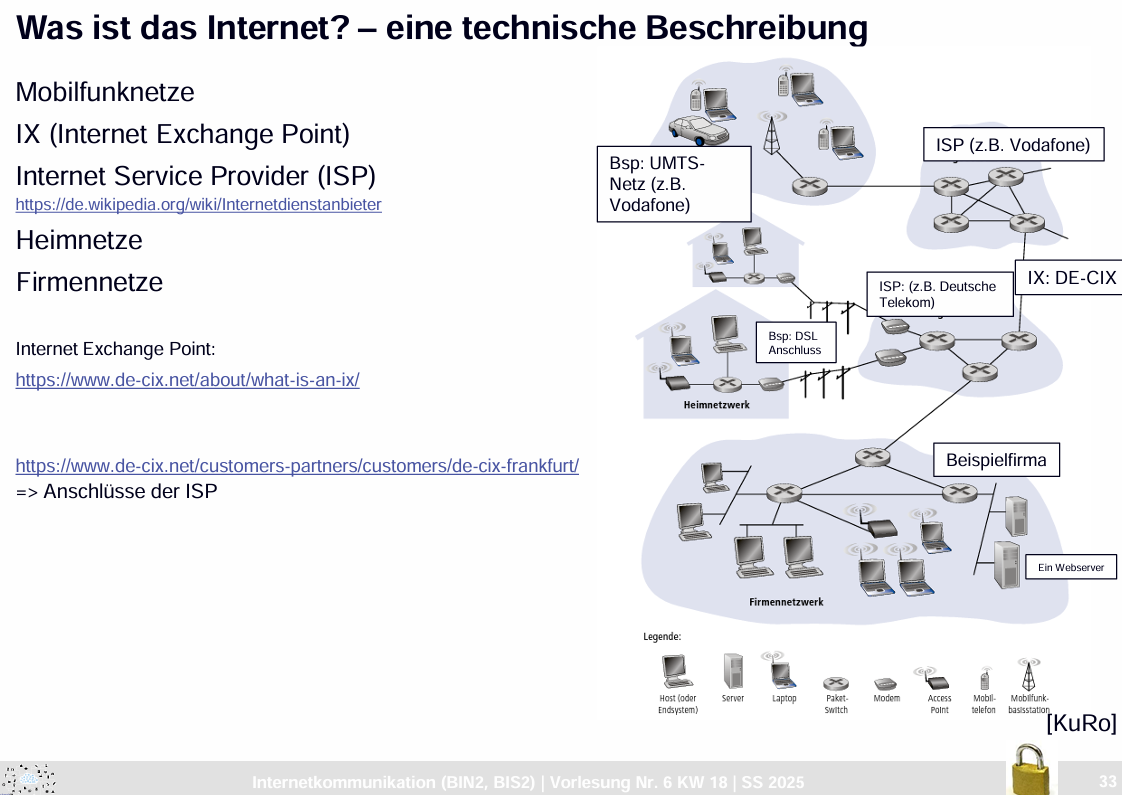 Was ist das Internet? – eine technische Beschreibung
Mobilfunknetze
IX (Internet Exchange Point)
Internet Service Provider (ISP)
https://de.wikipedia.org/wiki/Internetdienstanbieter
Heimnetze
Firmennetze
Internet Exchange Point:
https://www.de-cix.net/about/what-is-an-ix/
https://www.de-cix.net/customers-partners/customers/de-cix-frankfurt/
=> Anschlüsse der ISP
Bsp: UMTS-
Netz (z.B.
Vodafone)
ISP (z.B. Vodafone)
IX: DE-CIX
ISP: (z.B. Deutsche
Telekom)
Bsp: DSL
Anschluss
Heimnetzwerk
Beispielfirma
Ein Webserver
Firmennetzwerk
Legende:
Host (oder
Endsystem)
Server
Laptop
Paket-
Switch
Modem
Access
Point
Mobil-
telefon
Mobilfunk-
basisstation
[KuRo]
Internetkommunikation (BIN2, BIS2) | Vorlesung Nr. 6 KW 18 | SS 2025
33